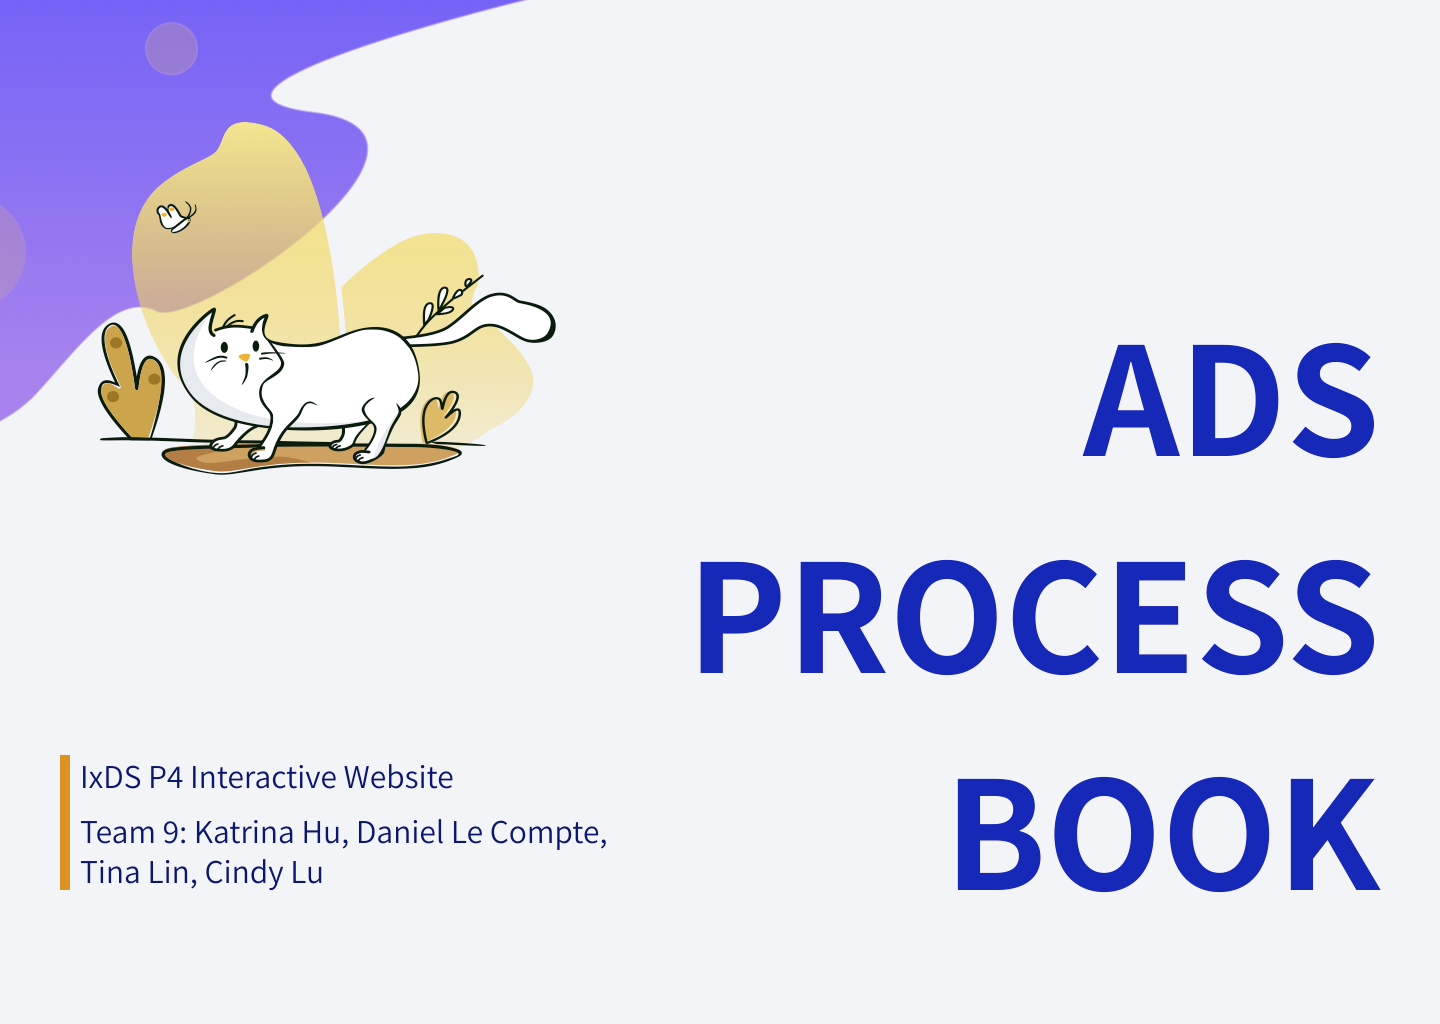 ADS
PROCESS
BOOK
IxDS P4 Interactive Website
Team 9: Katrina Hu, Daniel Le Compte,
Tina Lin, Cindy Lu